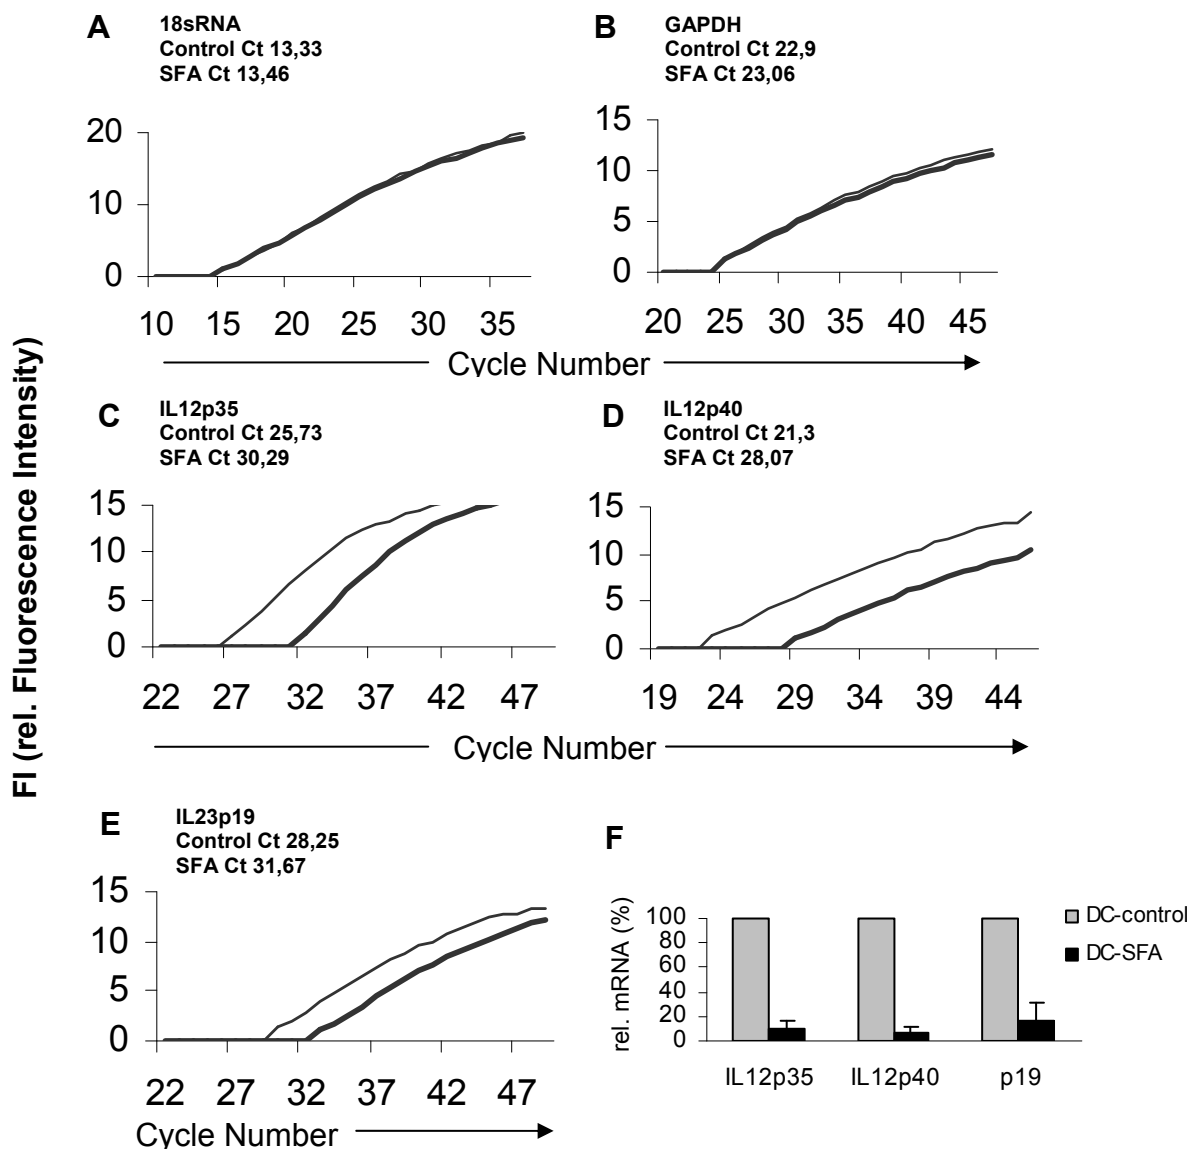 A
18sRNA
Control Ct 13,33
SFA Ct 13,46
20
10
0
10 15 20 25 30 35
B
GAPDH
Control Ct 22,9
SFA Ct 23,06
15
10
5
0
20 25 30 35 40 45
Cycle Number
FI (rel. Fluorescence Intensity)
C
IL12p35
Control Ct 25,73
SFA Ct 30,29
15
10
5
0
22 27 32 37 42 47
D
IL12p40
Control Ct 21,3
SFA Ct 28,07
15
10
5
0
19 24 29 34 39 44
Cycle Number
E
IL23p19
Control Ct 28,25
SFA Ct 31,67
15
10
5
0
22 27 32 37 42 47
Cycle Number
F
rel. mRNA (%)
100
80
60
40
20
0
IL12p35 IL12p40 p19
DC-control
DC-SFA